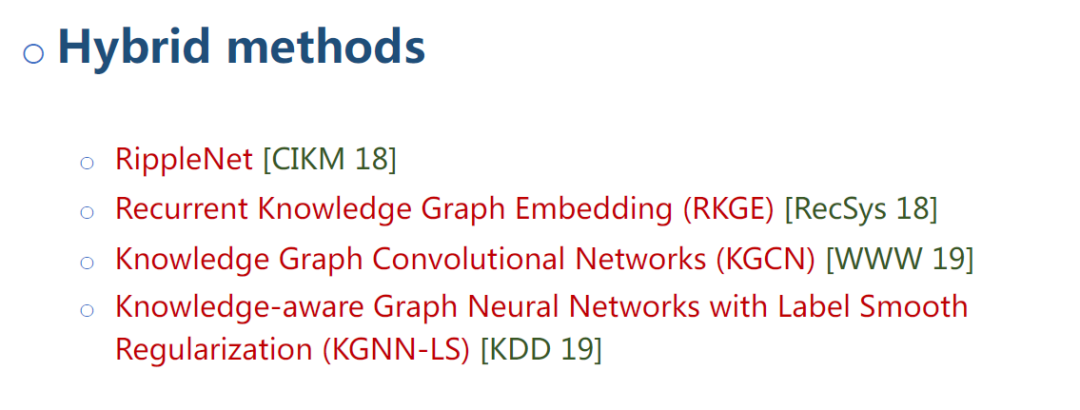 Hybrid methods
RippleNet [CIKM 18]
Recurrent Knowledge Graph Embedding (RKGE) [RecSys 18]
Knowledge Graph Convolutional Networks (KGCN) [WWW 19]
Knowledge-aware Graph Neural Networks with Label Smooth
Regularization (KGNN-LS) [KDD 19]